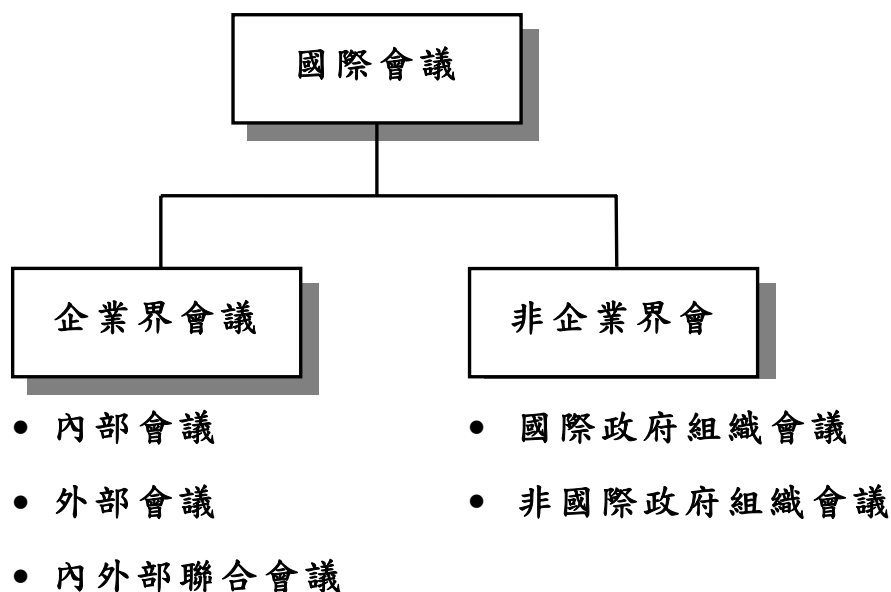 國際會議
企業界會議
非企業界會
• 內部會議
• 外部會議
• 內外部聯合會議
• 國際政府組織會議
• 非國際政府組織會議